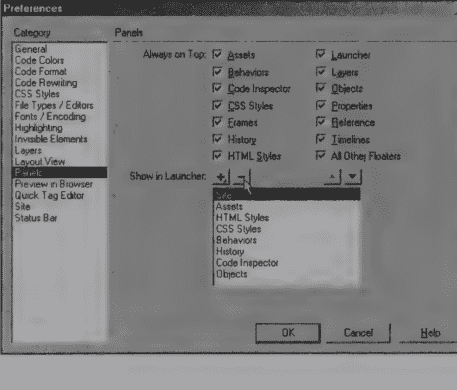 Preferences
Category
General
Code Colors
Code Format
Code Rewriting
CSS Styles
File Types / Editors
Fonts / Encoding
Highlighting
Invisible Elements
Layers
Layout View
Panels
Preview in Browser
Quick Tag Editor
Site
Status Bar
Panels
Always on Top: Assets Launcher
Behaviors Layers
Code Inspector Objects
CSS Styles Properties
Frames Reference
History Timelines
HTML Styles All Other Floaters
Show in Launcher: + -
Site
Assets
HTML Styles
CSS Styles
Behaviors
History
Code Inspector
Objects
OK Cancel Help